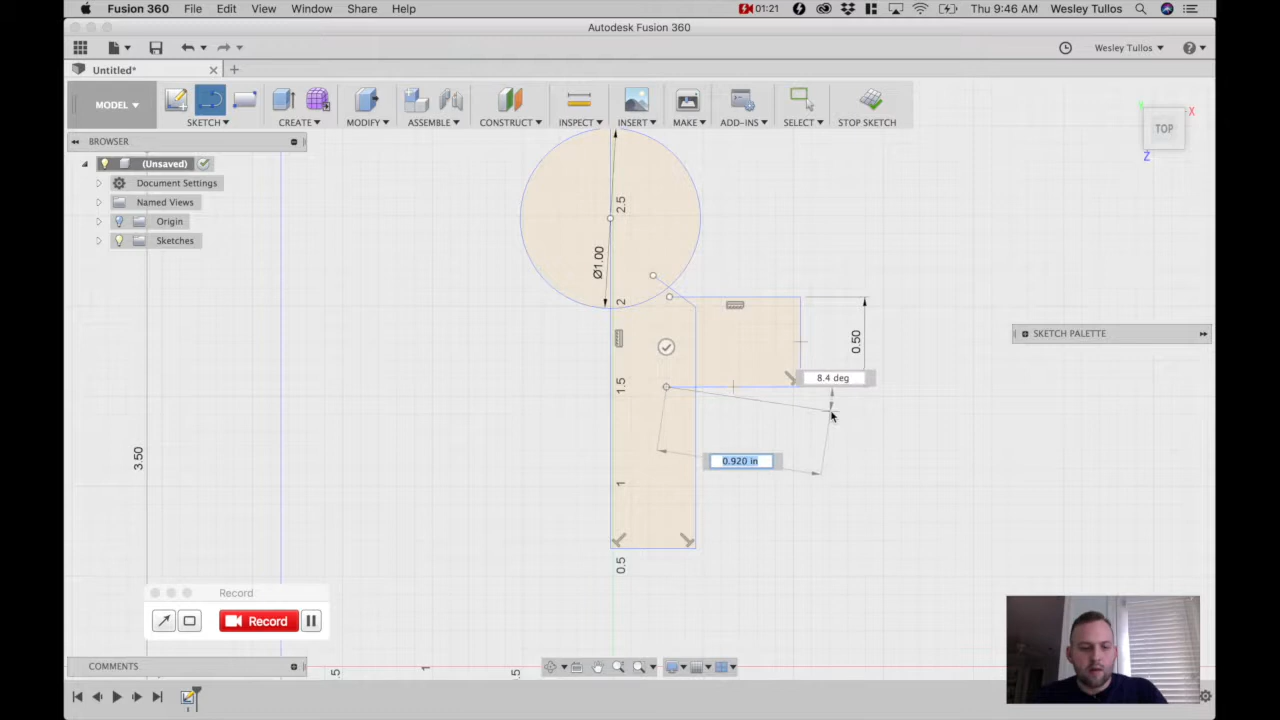 Fusion 360 File Edit View Window Share Help 01:21 Thu 9:46 AM Wesley Tullos
Autodesk Fusion 360
Wesley Tullos
Untitled*
MODEL
SKETCH CREATE MODIFY ASSEMBLE CONSTRUCT INSPECT INSERT MAKE ADD-INS SELECT STOP SKETCH
BROWSER
(Unsaved)
Document Settings
Named Views
Origin
Sketches
TOP
X
Y
Z
2.5
Ø1.00
2
0.50
SKETCH PALETTE
1.5
8.4 deg
3.50
0.920 in
1
0.5
Record
Record
COMMENTS
.5
1
.5